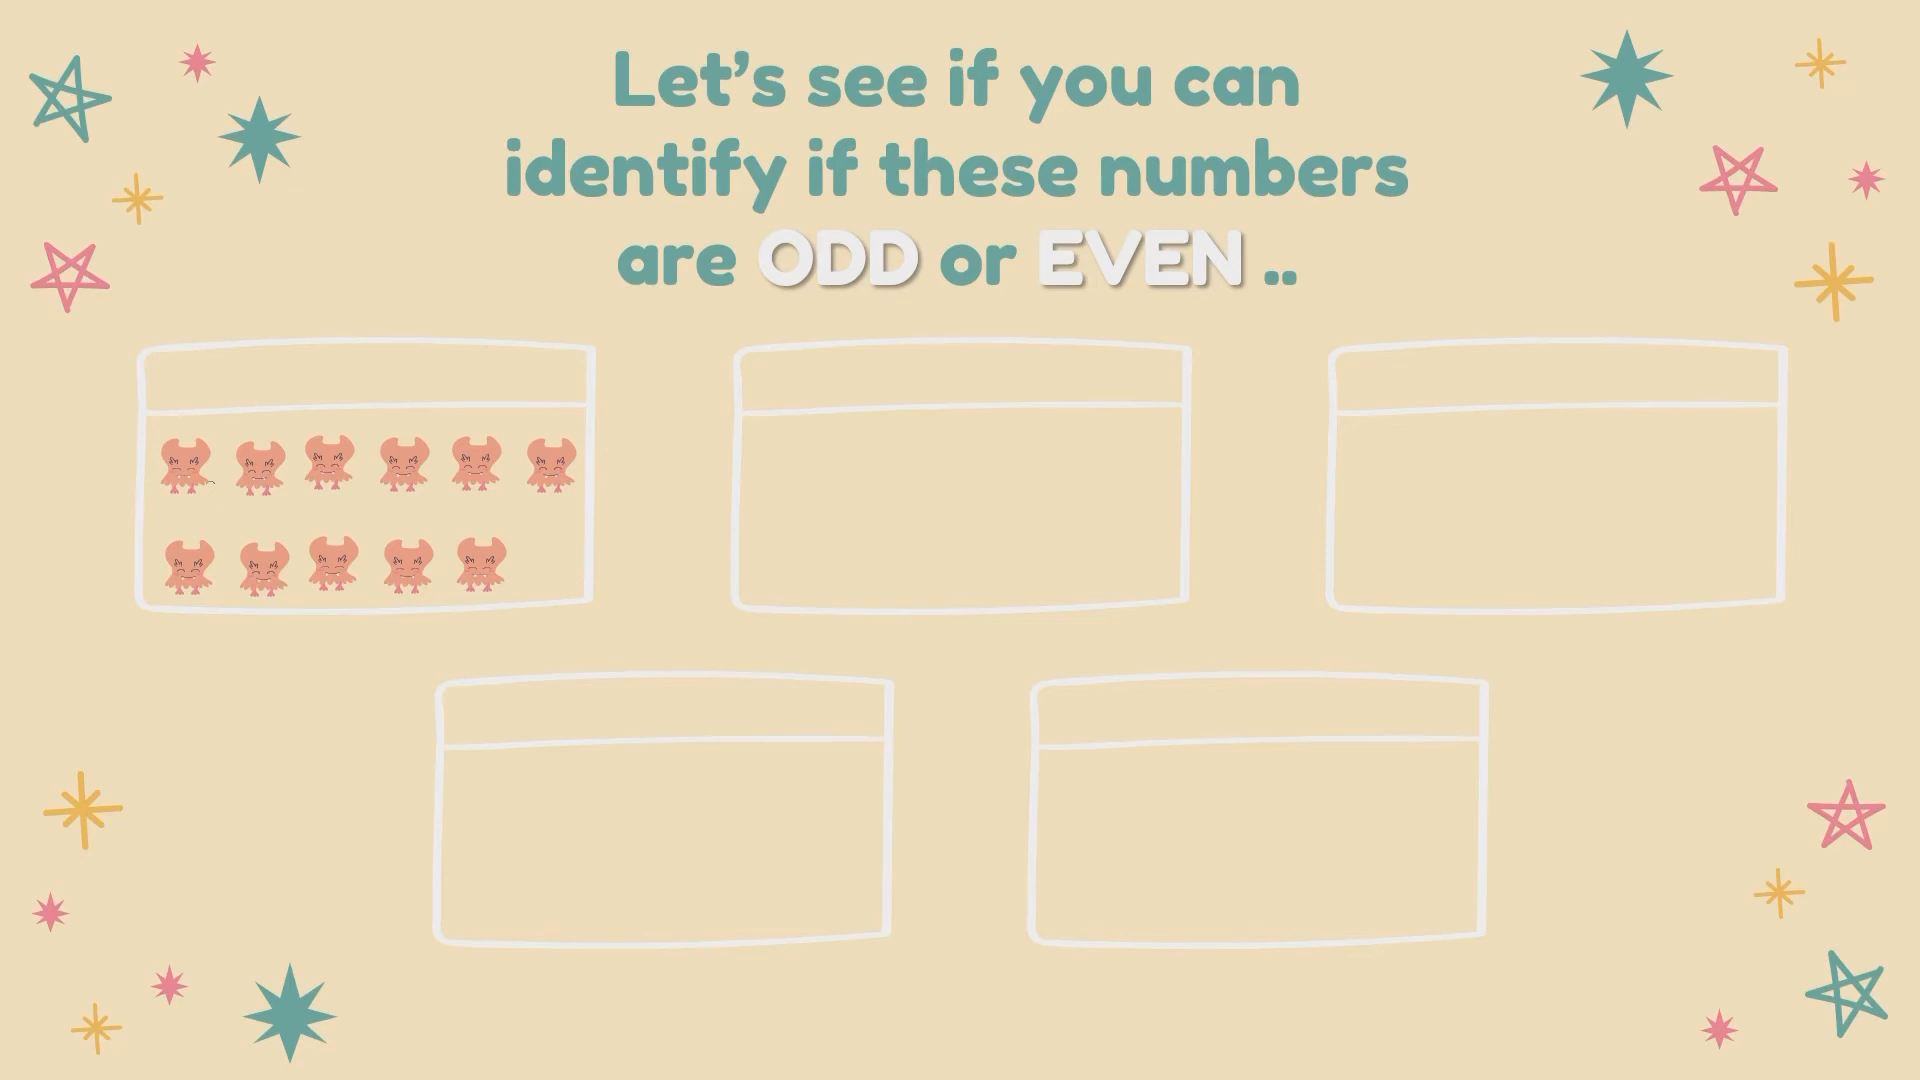 Let’s see if you can
identify if these numbers
are ODD or EVEN ..